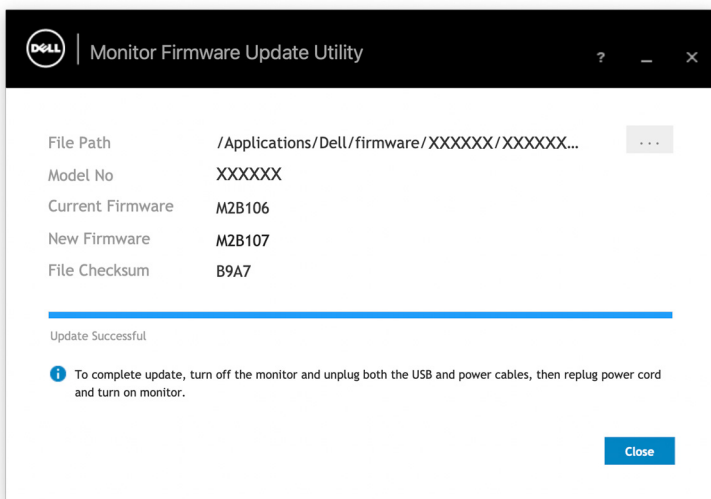 DELL
Monitor Firmware Update Utility
? _ ×
File Path /Applications/Dell/firmware/XXXXXX/XXXXXX... ...
Model No XXXXXX
Current Firmware M2B106
New Firmware M2B107
File Checksum B9A7
Update Successful
To complete update, turn off the monitor and unplug both the USB and power cables, then replug power cord
and turn on monitor.
Close